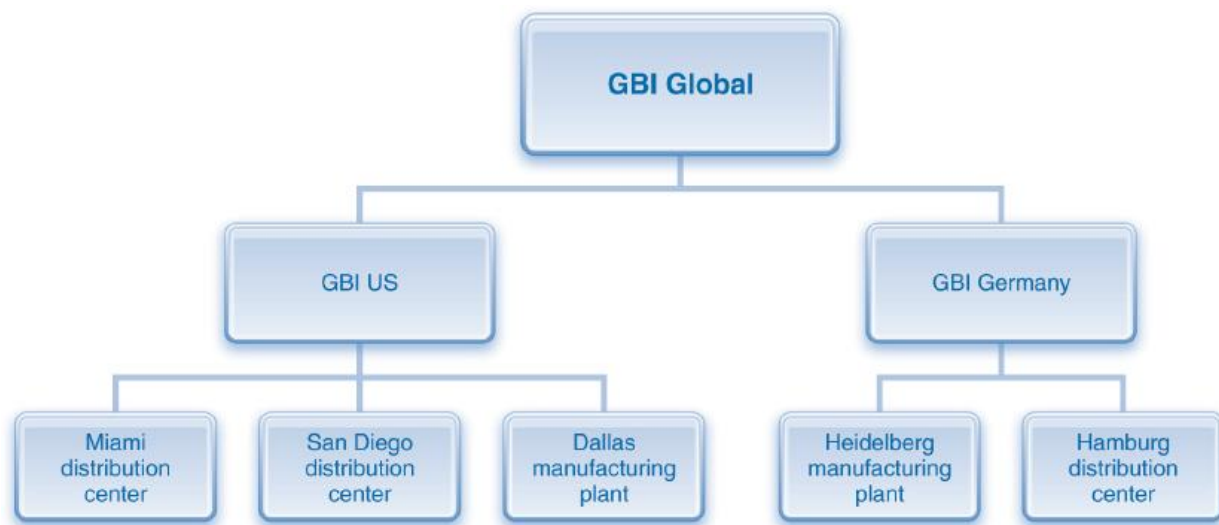 GBI Global
GBI US
GBI Germany
Miami
distribution
center
San Diego
distribution
center
Dallas
manufacturing
plant
Heidelberg
manufacturing
plant
Hamburg
distribution
center